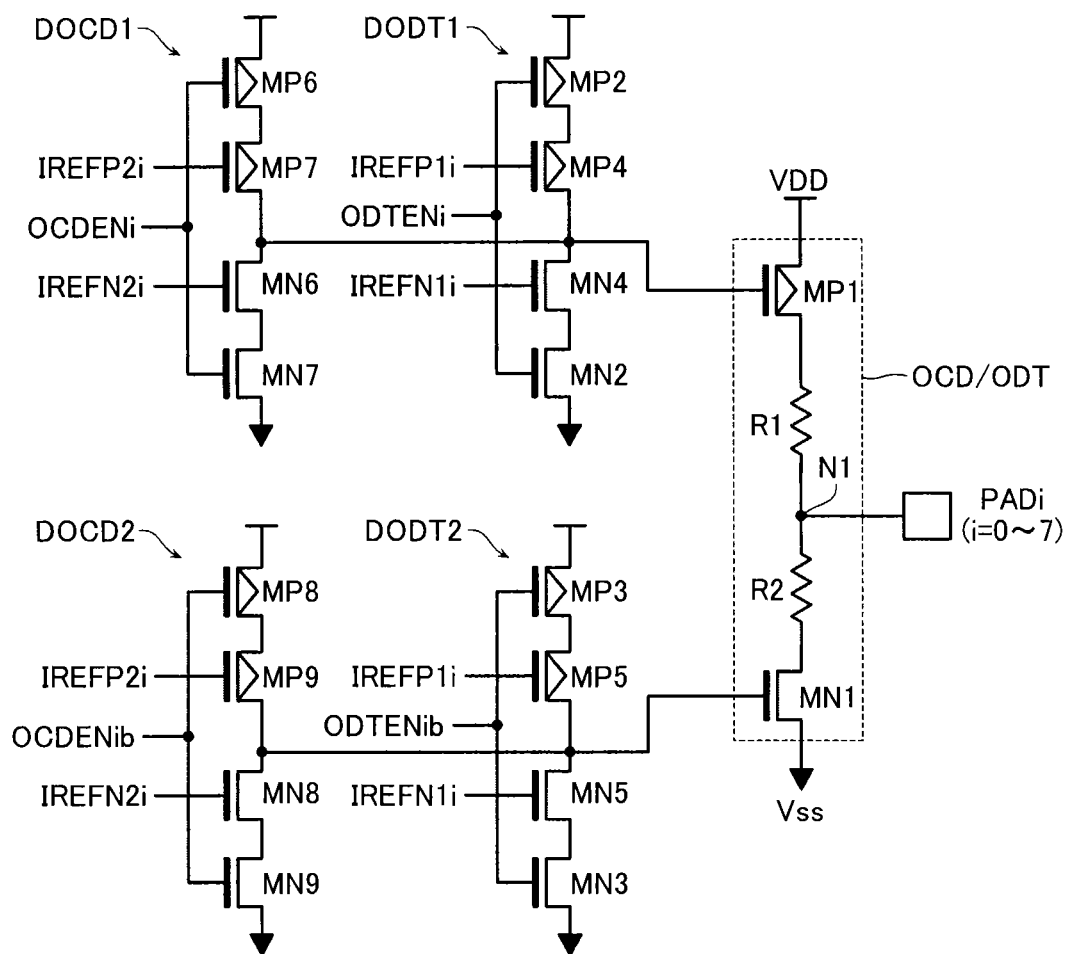 DOCD1
DODT1
MP6
MP2
IREFP2i
MP7
IREFP1i
MP4
VDD
OCDENi
ODTENi
IREFN2i
MN6
IREFN1i
MN4
MP1
MN7
MN2
OCD/ODT
R1
N1
PADi
(i=0～7)
DOCD2
DODT2
MP8
MP3
R2
IREFP2i
MP9
IREFP1i
MP5
MN1
OCDENib
ODTENib
IREFN2i
MN8
IREFN1i
MN5
Vss
MN9
MN3